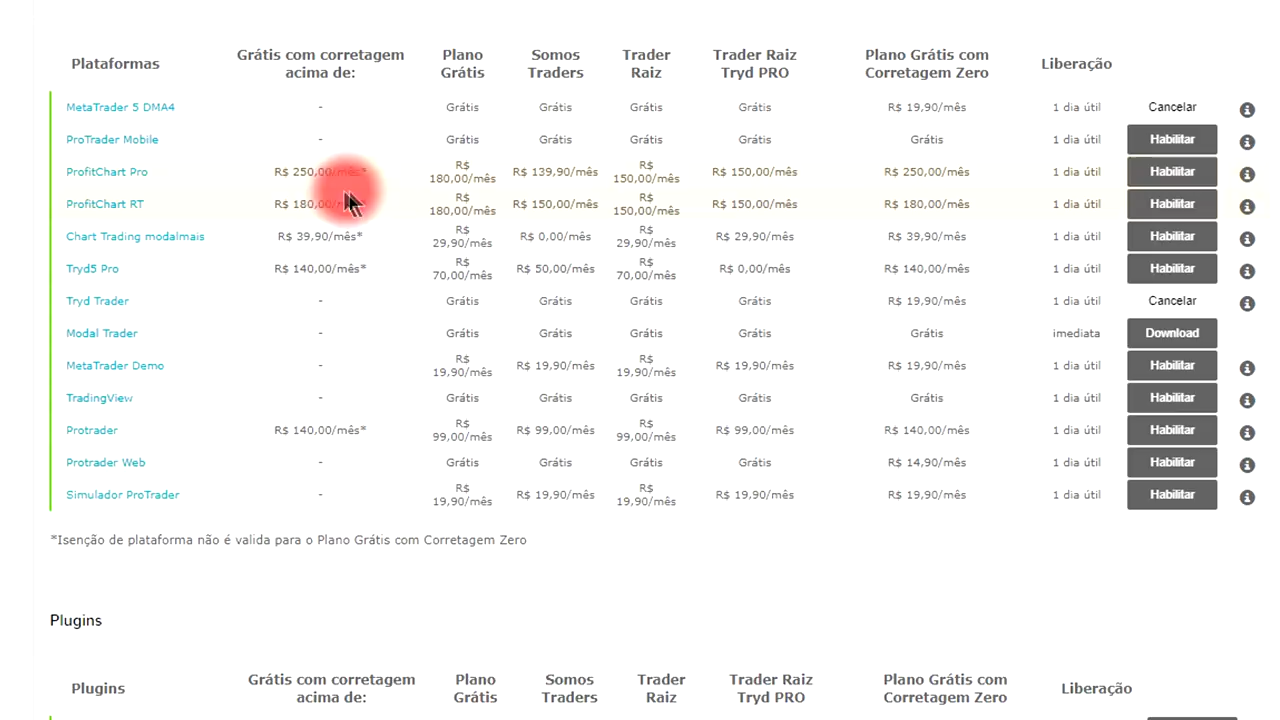 Plataformas Grátis com corretagem acima de: Plano Grátis Somos Traders Trader Raiz Trader Raiz Tryd PRO Plano Grátis com Corretagem Zero Liberação
MetaTrader 5 DMA4 - Grátis Grátis Grátis Grátis R$ 19,90/mês 1 dia útil Cancelar
ProTrader Mobile - Grátis Grátis Grátis Grátis Grátis 1 dia útil Habilitar
ProfitChart Pro R$ 250,00/mês* R$ 180,00/mês R$ 139,90/mês R$ 150,00/mês R$ 150,00/mês R$ 250,00/mês 1 dia útil Habilitar
ProfitChart RT R$ 180,00 R$ 180,00/mês R$ 150,00/mês R$ 150,00/mês R$ 150,00/mês R$ 180,00/mês 1 dia útil Habilitar
Chart Trading modalmais R$ 39,90/mês* R$ 29,90/mês R$ 0,00/mês R$ 29,90/mês R$ 29,90/mês R$ 39,90/mês 1 dia útil Habilitar
Tryd5 Pro R$ 140,00/mês* R$ 70,00/mês R$ 50,00/mês R$ 70,00/mês R$ 0,00/mês R$ 140,00/mês 1 dia útil Habilitar
Tryd Trader - Grátis Grátis Grátis Grátis R$ 19,90/mês 1 dia útil Cancelar
Modal Trader - Grátis Grátis Grátis Grátis Grátis imediata Download
MetaTrader Demo - R$ 19,90/mês R$ 19,90/mês R$ 19,90/mês R$ 19,90/mês R$ 19,90/mês 1 dia útil Habilitar
TradingView - Grátis Grátis Grátis Grátis Grátis 1 dia útil Habilitar
Protrader R$ 140,00/mês* R$ 99,00/mês R$ 99,00/mês R$ 99,00/mês R$ 99,00/mês R$ 140,00/mês 1 dia útil Habilitar
Protrader Web - Grátis Grátis Grátis Grátis R$ 14,90/mês 1 dia útil Habilitar
Simulador ProTrader - R$ 19,90/mês R$ 19,90/mês R$ 19,90/mês R$ 19,90/mês R$ 19,90/mês 1 dia útil Habilitar
*Isenção de plataforma não é valida para o Plano Grátis com Corretagem Zero
Plugins
Plugins Grátis com corretagem acima de: Plano Grátis Somos Traders Trader Raiz Trader Raiz Tryd PRO Plano Grátis com Corretagem Zero Liberação